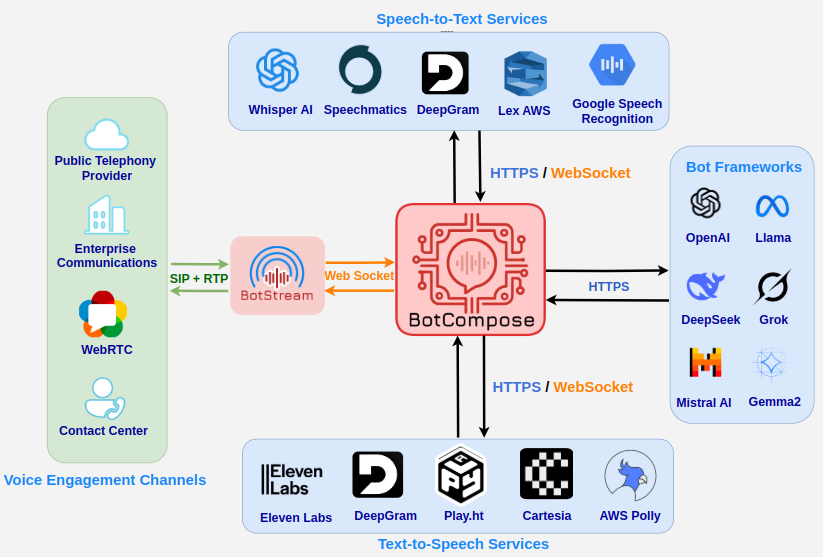 Speech-to-Text Services
Whisper AI
Speechmatics
DeepGram
Lex AWS
Google Speech
Recognition
Public Telephony
Provider
Enterprise
Communications
WebRTC
Contact Center
Voice Engagement Channels
SIP + RTP
BotStream
Web Socket
HTTPS / WebSocket
BotCompose
HTTPS
HTTPS / WebSocket
Bot Frameworks
OpenAI
Llama
DeepSeek
Grok
Mistral AI
Gemma2
Eleven
Labs
PLAY
Eleven Labs
DeepGram
Play.ht
Cartesia
AWS Polly
Text-to-Speech Services